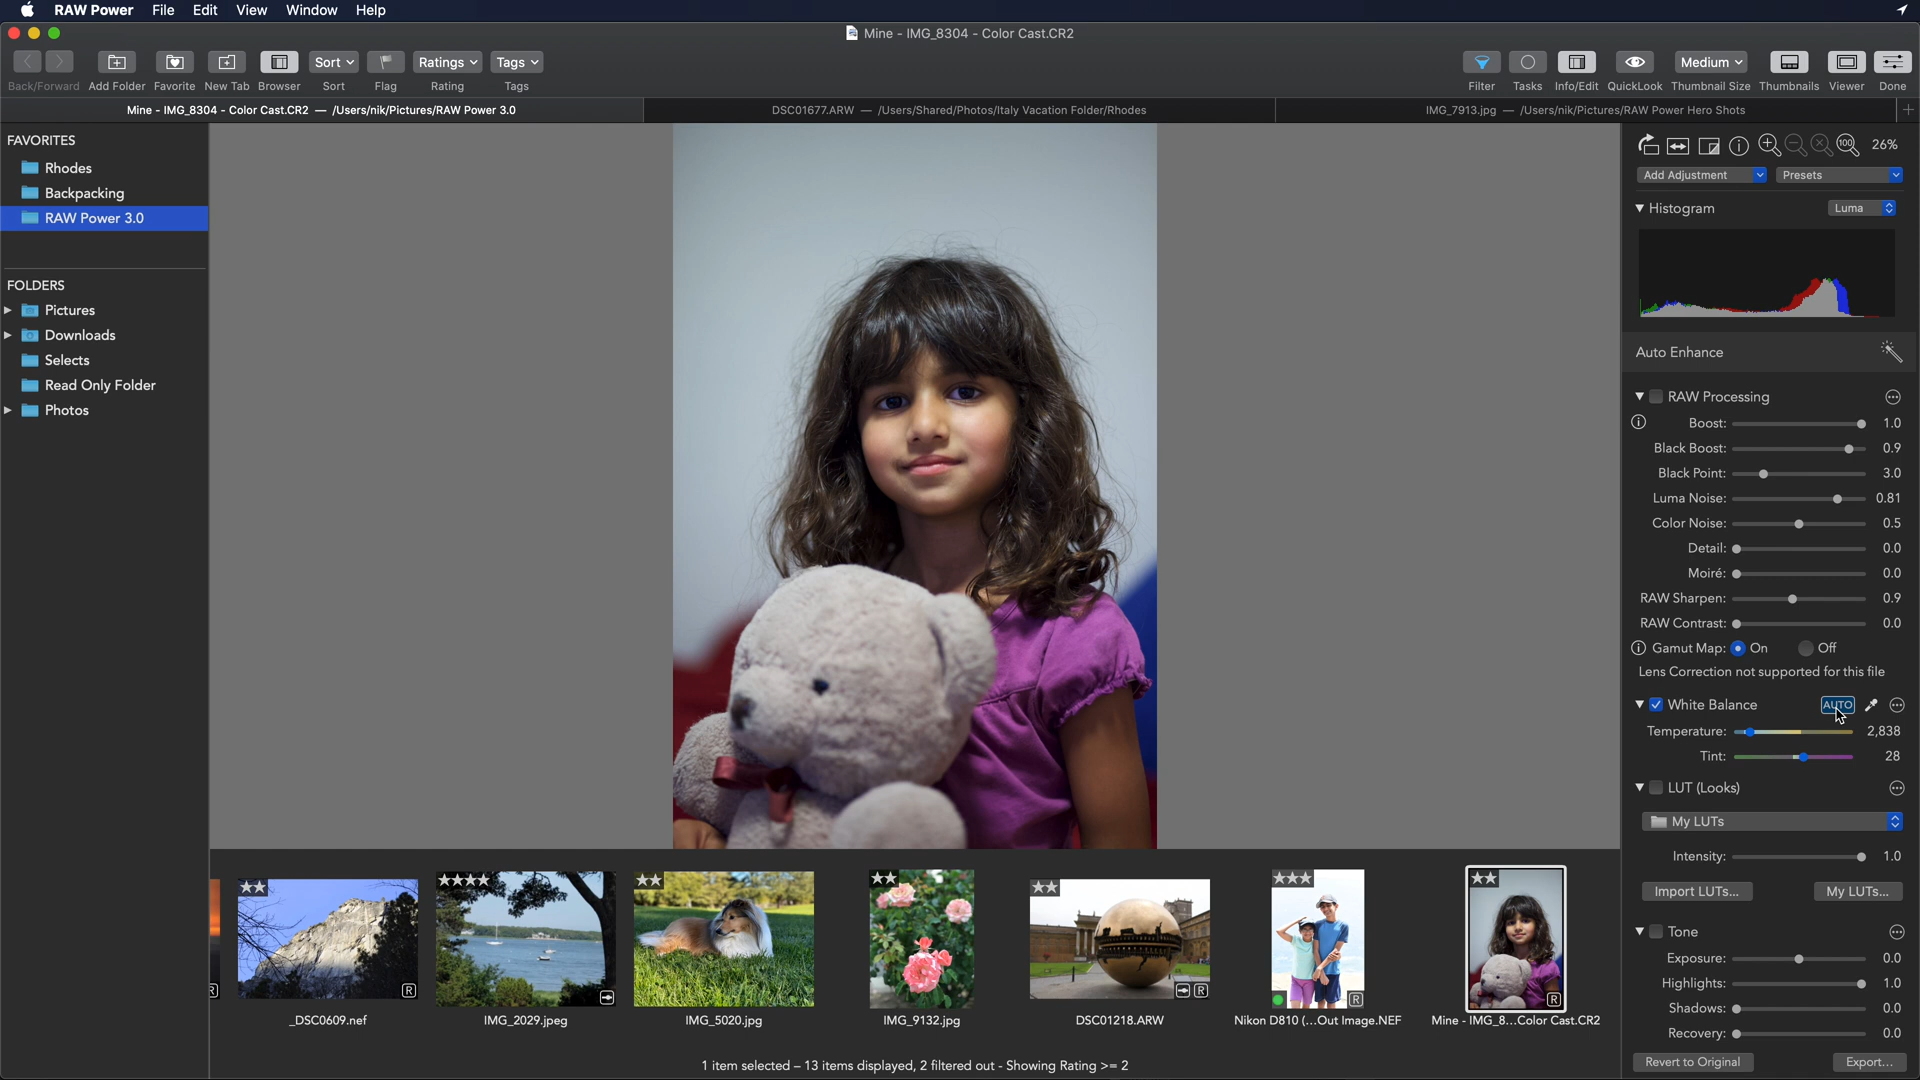 RAW Power File Edit View Window Help
Mine - IMG_8304 - Color Cast.CR2
Sort Ratings Tags Medium
Back/Forward Add Folder Favorite New Tab Browser Sort Flag Rating Tags Filter Tasks Info/Edit QuickLook Thumbnail Size Thumbnails Viewer Done
Mine - IMG_8304 - Color Cast.CR2 — /Users/nik/Pictures/RAW Power 3.0
DSC01677.ARW — /Users/Shared/Photos/Italy Vacation Folder/Rhodes
IMG_7913.jpg — /Users/nik/Pictures/RAW Power Hero Shots
FAVORITES
Rhodes
Backpacking
RAW Power 3.0
FOLDERS
Pictures
Downloads
Selects
Read Only Folder
Photos
100 26%
Add Adjustment Presets
Histogram Luma
Auto Enhance
RAW Processing
Boost: 1.0
Black Boost: 0.9
Black Point: 3.0
Luma Noise: 0.81
Color Noise: 0.5
Detail: 0.0
Moiré: 0.0
RAW Sharpen: 0.9
RAW Contrast: 0.0
Gamut Map: On Off
Lens Correction not supported for this file
White Balance AUTO
Temperature: 2,838
Tint: 28
LUT (Looks)
My LUTs
Intensity: 1.0
Import LUTs... My LUTs...
Tone
Exposure: 0.0
Highlights: 1.0
Shadows: 0.0
Recovery: 0.0
Revert to Original Export...
R R R R R
_DSC0609.nef
IMG_2029.jpeg
IMG_5020.jpg
IMG_9132.jpg
DSC01218.ARW
Nikon D810 (...Out Image.NEF
Mine - IMG_8...Color Cast.CR2
1 item selected – 13 items displayed, 2 filtered out - Showing Rating >= 2